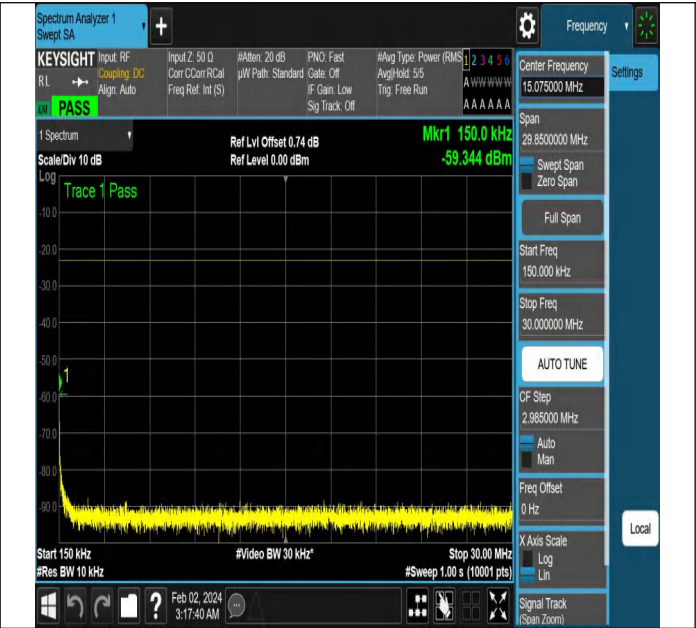 Spectrum Analyzer 1
Swept SA
+
Frequency
KEYSIGHT
RL
PASS
Input: RF
Coupling: DC
Align: Auto
Input Z: 50 Ω
Corr CCorr RCal
Freq Ref: Int (S)
#Atten: 20 dB
µW Path: Standard
PNO: Fast
Gate: Off
IF Gain: Low
Sig Track: Off
#Avg Type: Power (RMS
Avg|Hold: 5/5
Trig: Free Run
1 2 3 4 5 6
A W W W W W
A A A A A A
Center Frequency
15.075000 MHz
Settings
Span
29.8500000 MHz
Swept Span
Zero Span
Full Span
Start Freq
150.000 kHz
Stop Freq
30.000000 MHz
AUTO TUNE
CF Step
2.985000 MHz
Auto
Man
Freq Offset
0 Hz
X Axis Scale
Log
Lin
Signal Track
(Span Zoom)
Local
1 Spectrum
Scale/Div 10 dB
Ref Lvl Offset 0.74 dB
Ref Level 0.00 dBm
Mkr1 150.0 kHz
-59.344 dBm
Log
Trace 1 Pass
-10.0
-20.0
-30.0
-40.0
-50.0
1
-60.0
-70.0
-80.0
-90.0
Start 150 kHz
#Res BW 10 kHz
#Video BW 30 kHz*
Stop 30.00 MHz
#Sweep 1.00 s (10001 pts)
?
Feb 02, 2024
3:17:40 AM